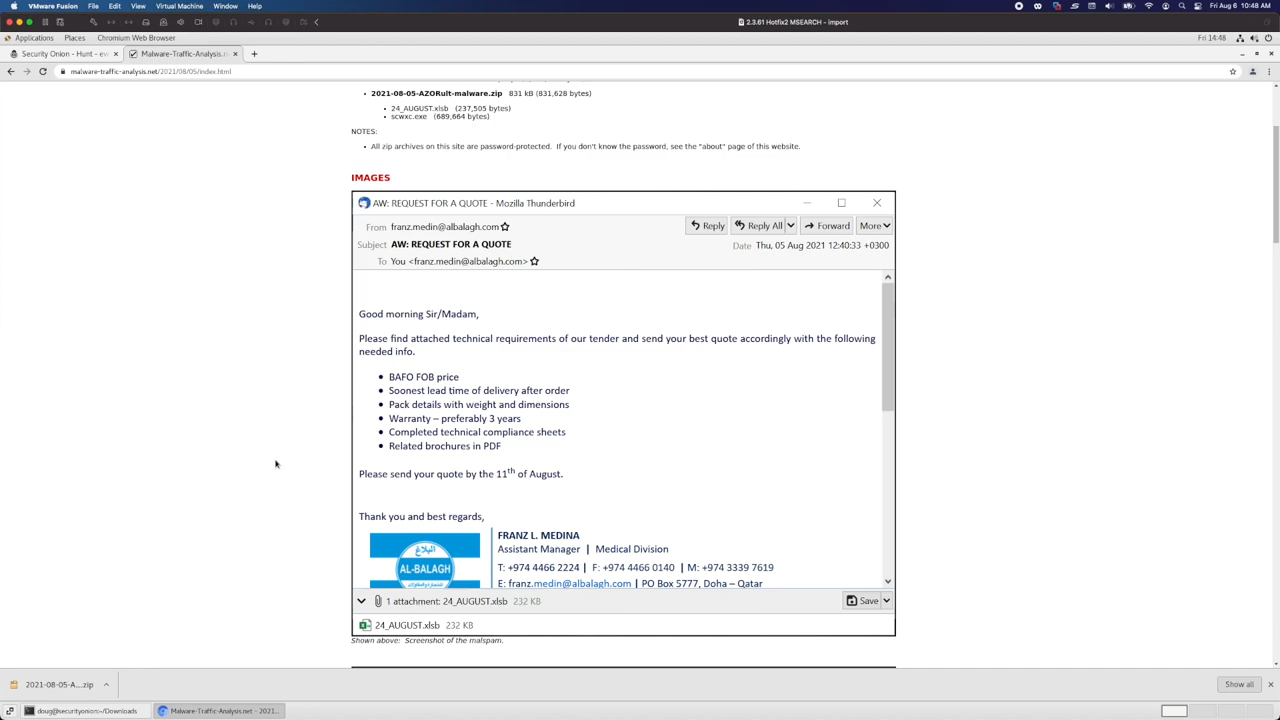 VMware Fusion File Edit View Virtual Machine Window Help Fri Aug 6 10:48 AM
2.3.61 Hotfix2 MSEARCH - import
Applications Places Chromium Web Browser Fri 14:48
Security Onion - Hunt - ev Malware-Traffic-Analysis.n
malware-traffic-analysis.net/2021/08/05/index.html
2021-08-05-AZORult-malware.zip 831 kB (831,628 bytes)
24_AUGUST.xlsb (237,505 bytes)
scwxc.exe (689,664 bytes)
NOTES:
All zip archives on this site are password-protected. If you don't know the password, see the "about" page of this website.
IMAGES
AW: REQUEST FOR A QUOTE - Mozilla Thunderbird
From franz.medin@albalagh.com Reply Reply All Forward More
Subject AW: REQUEST FOR A QUOTE Date Thu, 05 Aug 2021 12:40:33 +0300
To You <franz.medin@albalagh.com>
Good morning Sir/Madam,
Please find attached technical requirements of our tender and send your best quote accordingly with the following
needed info.
• BAFO FOB price
• Soonest lead time of delivery after order
• Pack details with weight and dimensions
• Warranty – preferably 3 years
• Completed technical compliance sheets
• Related brochures in PDF
Please send your quote by the 11th of August.
Thank you and best regards,
FRANZ L. MEDINA
Assistant Manager | Medical Division
البلاغ
AL-BALAGH
T: +974 4466 2224 | F: +974 4466 0140 | M: +974 3339 7619
E: franz.medin@albalagh.com | PO Box 5777, Doha – Qatar
1 attachment: 24_AUGUST.xlsb 232 KB Save
24_AUGUST.xlsb 232 KB
Shown above: Screenshot of the malspam.
2021-08-05-A....zip Show all
doug@securityonion:~/Downloads Malware-Traffic-Analysis.net - 2021...